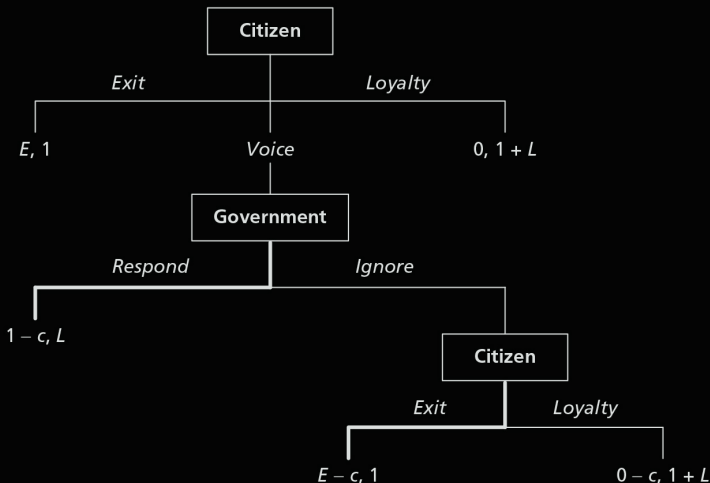 Citizen
Exit Loyalty
E, 1 Voice 0, 1 + L
Government
Respond Ignore
1 – c, L
Citizen
Exit Loyalty
E – c, 1 0 – c, 1 + L